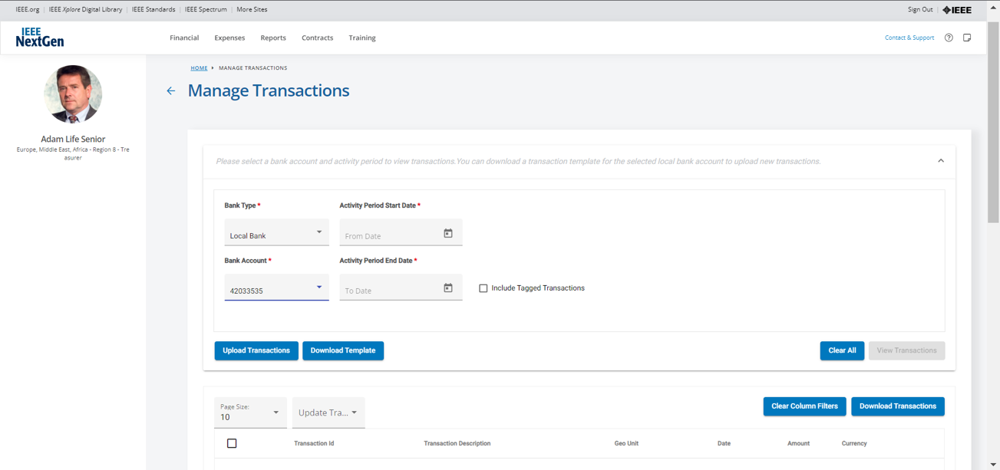 IEEE.org | IEEE Xplore Digital Library | IEEE Standards | IEEE Spectrum | More Sites
Sign Out | IEEE
IEEE
NextGen
Financial Expenses Reports Contracts Training
Contact & Support
HOME MANAGE TRANSACTIONS
Manage Transactions
Adam Life Senior
Europe, Middle East, Africa - Region 8 - Tre
asurer
Please select a bank account and activity period to view transactions.You can download a transaction template for the selected local bank account to upload new transactions.
Bank Type * Activity Period Start Date *
Local Bank From Date
Bank Account * Activity Period End Date *
42033535 To Date Include Tagged Transactions
Upload Transactions Download Template Clear All View Transactions
Page Size:
10 Update Tra... Clear Column Filters Download Transactions
Transaction Id Transaction Description Geo Unit Date Amount Currency